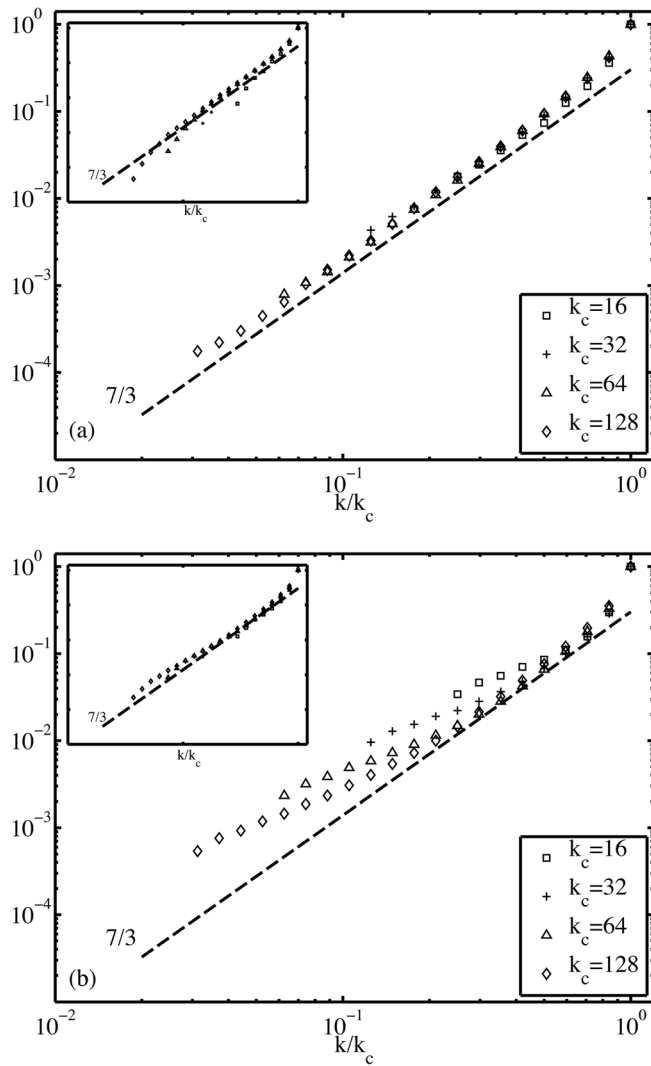 10^0
10^-1
10^-2
10^-3
10^-4
7/3
k/k_c
7/3
(a)
k_c=16
k_c=32
k_c=64
k_c=128
10^-2 10^-1 10^0
k/k_c
10^0
10^-1
10^-2
10^-3
10^-4
7/3
k/k_c
7/3
(b)
k_c=16
k_c=32
k_c=64
k_c=128
10^-2 10^-1 10^0
k/k_c